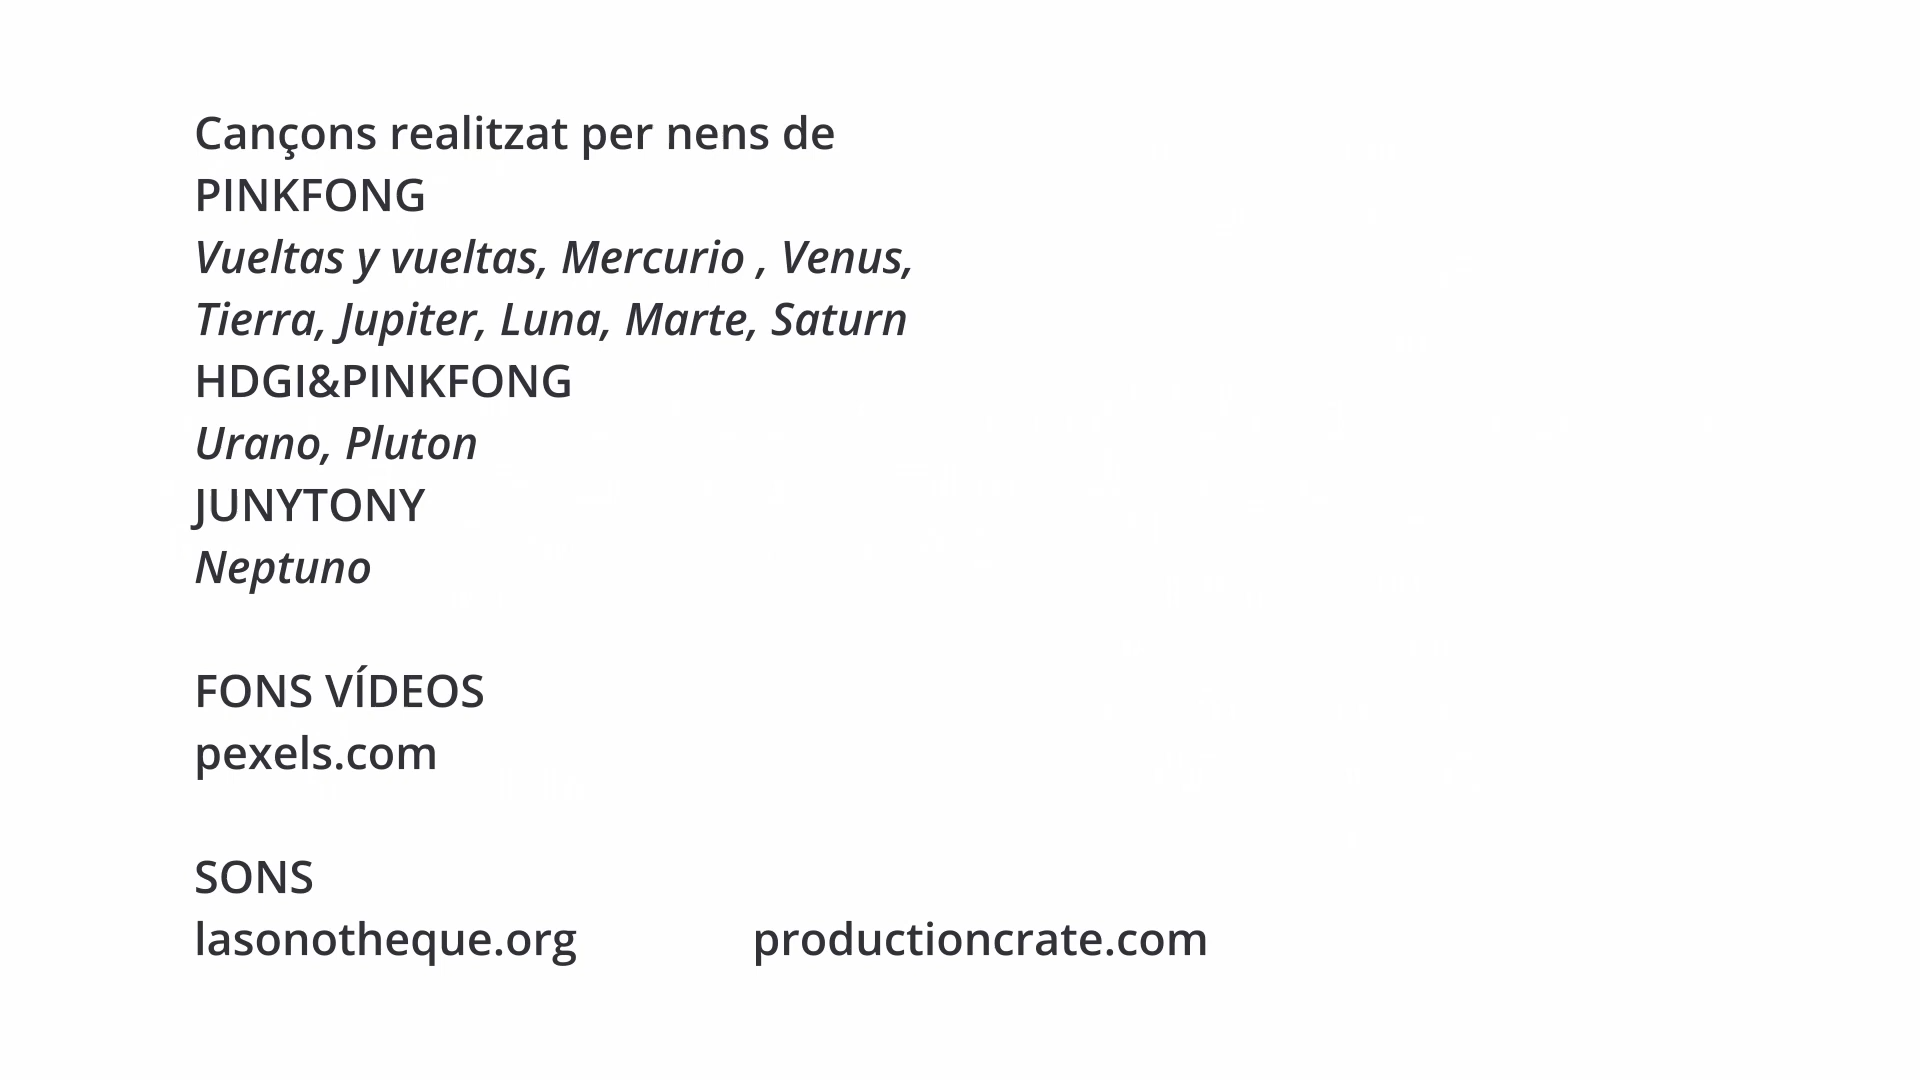 Cançons realitzat per nens de
PINKFONG
Vueltas y vueltas, Mercurio , Venus,
Tierra, Jupiter, Luna, Marte, Saturn
HDGI&PINKFONG
Urano, Pluton
JUNYTONY
Neptuno
FONS VÍDEOS
pexels.com
SONS
lasonotheque.org productioncrate.com